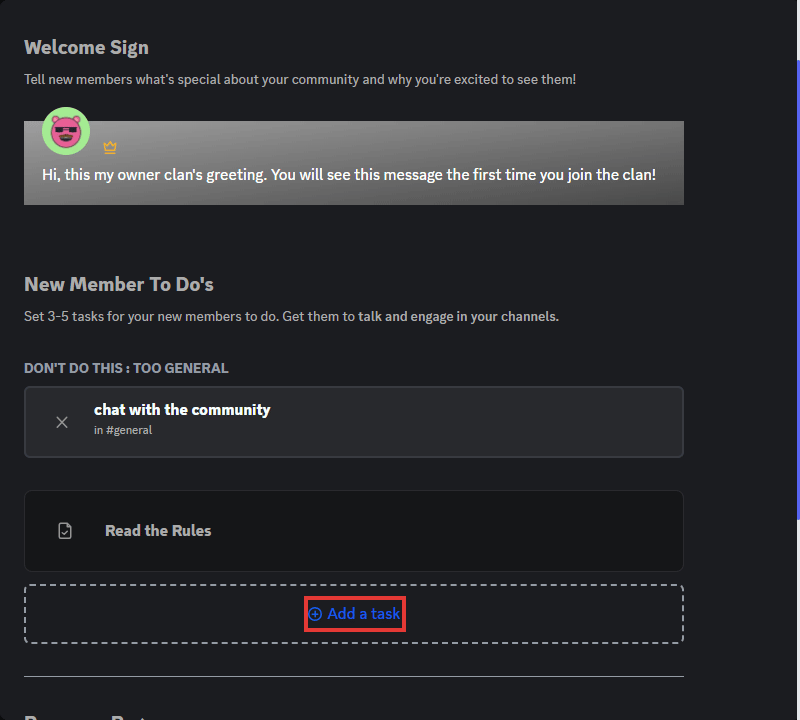 Welcome Sign
Tell new members what's special about your community and why you're excited to see them!
Hi, this my owner clan's greeting. You will see this message the first time you join the clan!
New Member To Do's
Set 3-5 tasks for your new members to do. Get them to talk and engage in your channels.
DON'T DO THIS : TOO GENERAL
chat with the community
in #general
Read the Rules
Add a task